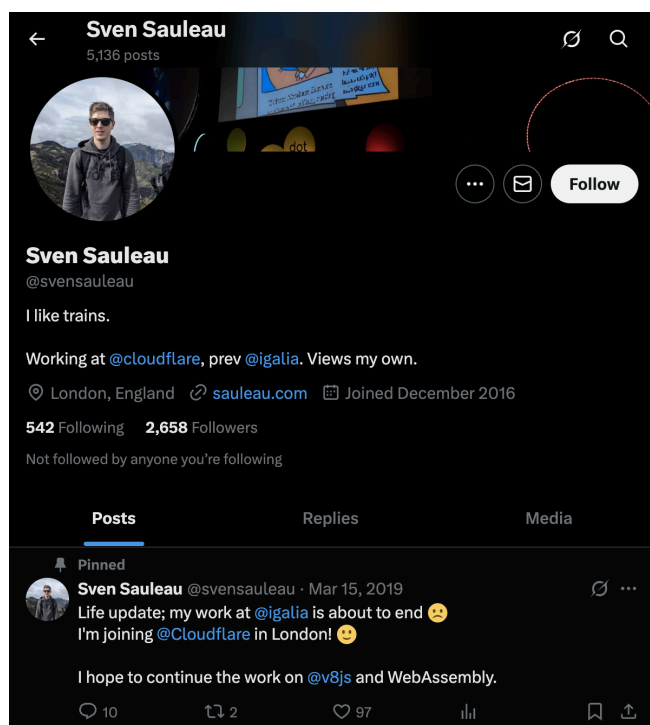 Sven Sauleau
5,136 posts
dot
Follow
Sven Sauleau
@svensauleau
I like trains.
Working at @cloudflare, prev @igalia. Views my own.
London, England sauleau.com Joined December 2016
542 Following 2,658 Followers
Not followed by anyone you're following
Posts Replies Media
Pinned
Sven Sauleau @svensauleau · Mar 15, 2019
Life update; my work at @igalia is about to end 🙁
I'm joining @Cloudflare in London! 🙂
I hope to continue the work on @v8js and WebAssembly.
10 2 97